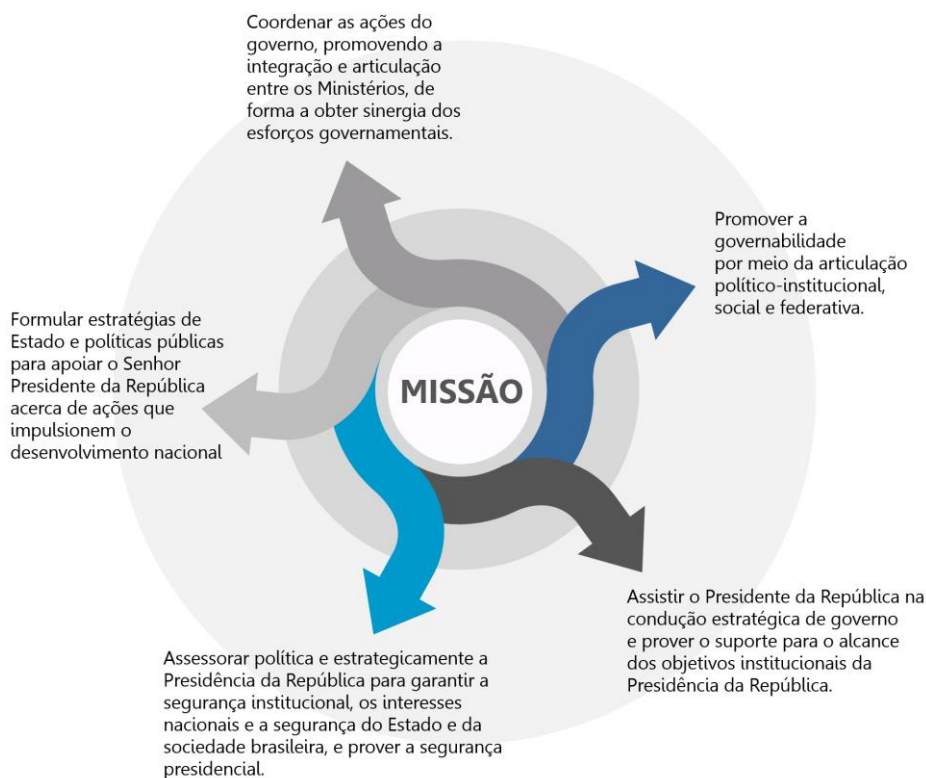 Coordenar as ações do
governo, promovendo a
integração e articulação
entre os Ministérios, de
forma a obter sinergia dos
esforços governamentais.
Promover a
governabilidade
por meio da articulação
político-institucional,
social e federativa.
Formular estratégias de
Estado e políticas públicas
para apoiar o Senhor
Presidente da República
acerca de ações que
impulsionem o
desenvolvimento nacional
MISSÃO
Assistir o Presidente da República na
condução estratégica de governo
e prover o suporte para o alcance
dos objetivos institucionais da
Presidência da República.
Assessorar política e estrategicamente a
Presidência da República para garantir a
segurança institucional, os interesses
nacionais e a segurança do Estado e da
sociedade brasileira, e prover a segurança
presidencial.